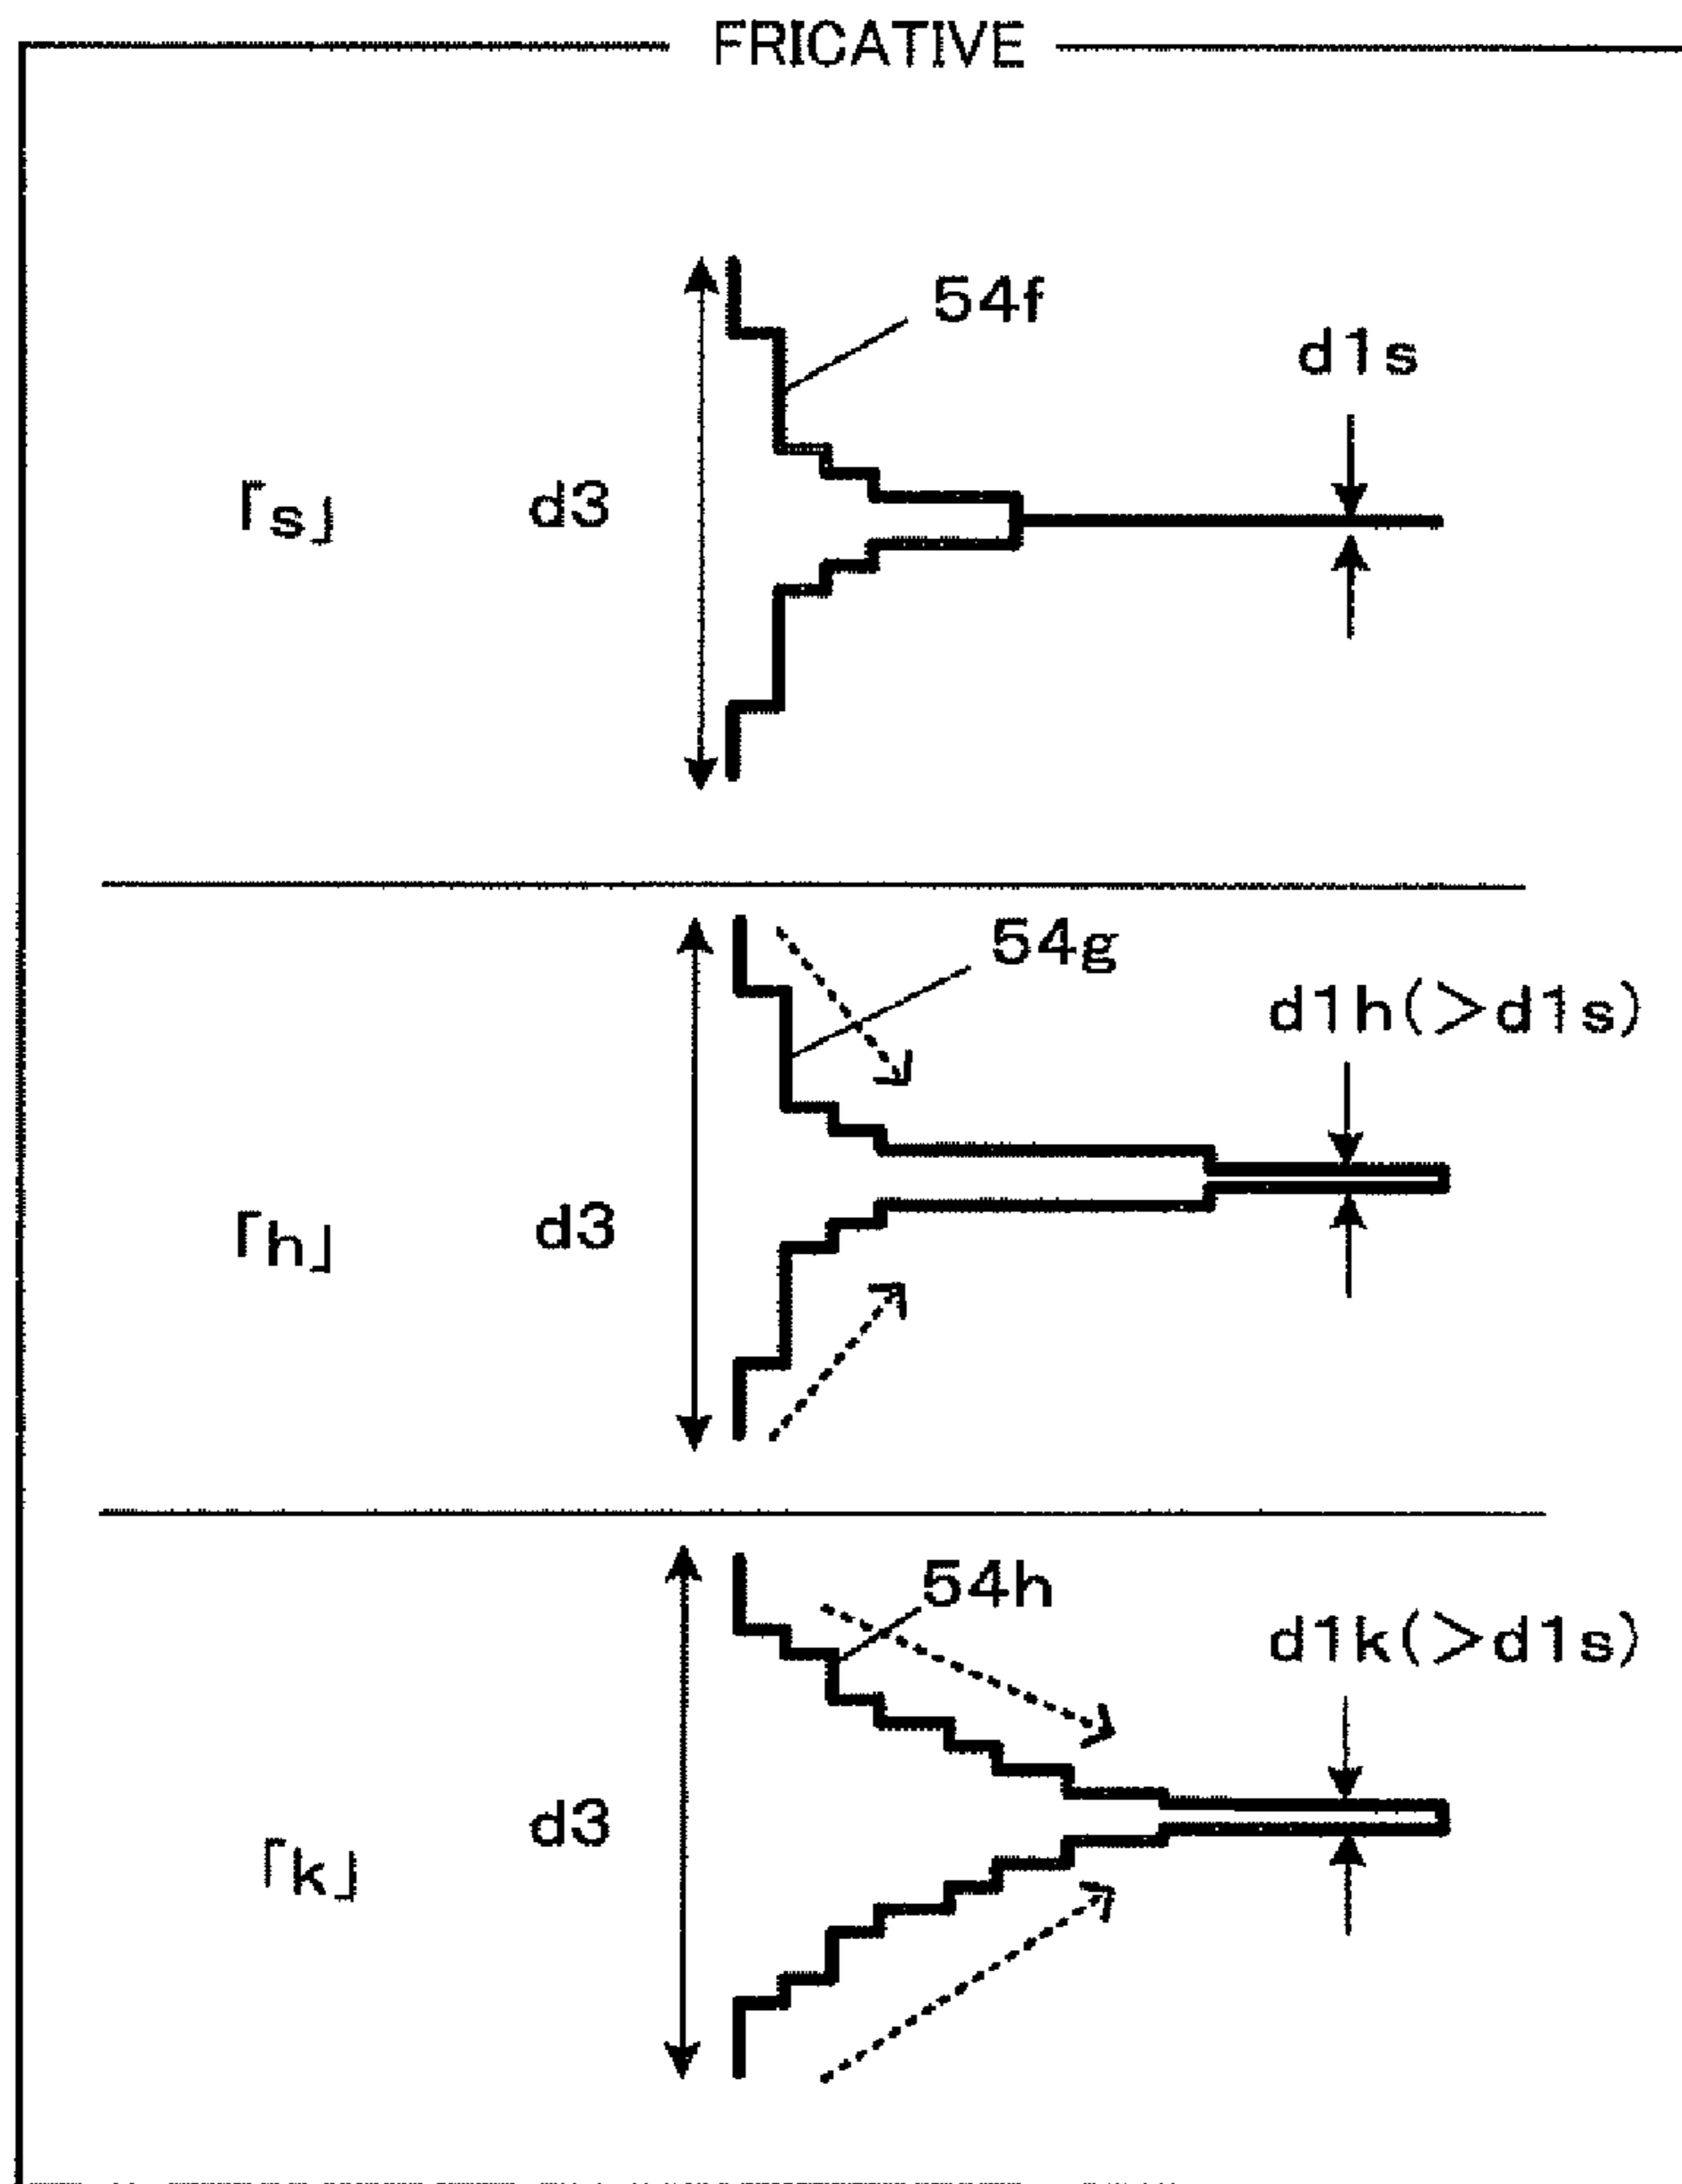 FRICATIVE
54f
d1s
「s」
d3
54g
d1h(>d1s)
「h」
d3
54h
d1k(>d1s)
d3
「k」